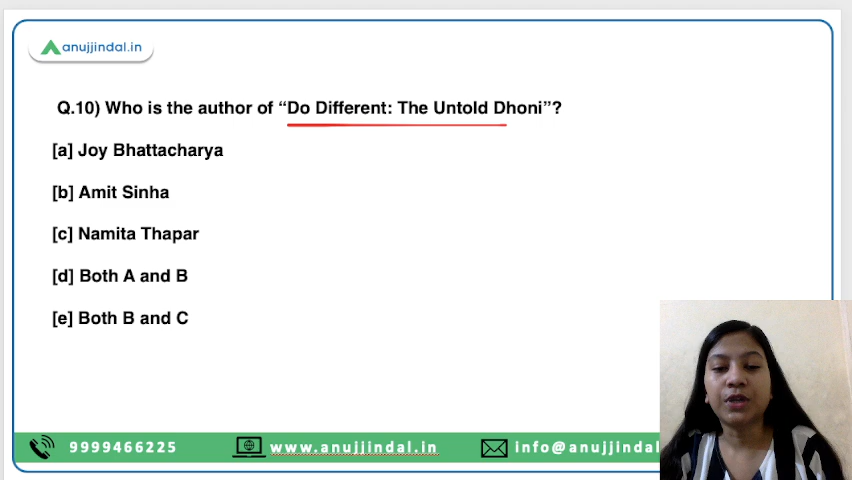 anujjindal.in
Q.10) Who is the author of “Do Different: The Untold Dhoni”?
[a] Joy Bhattacharya
[b] Amit Sinha
[c] Namita Thapar
[d] Both A and B
[e] Both B and C
9999466225 www.anujjindal.in info@anujjindal